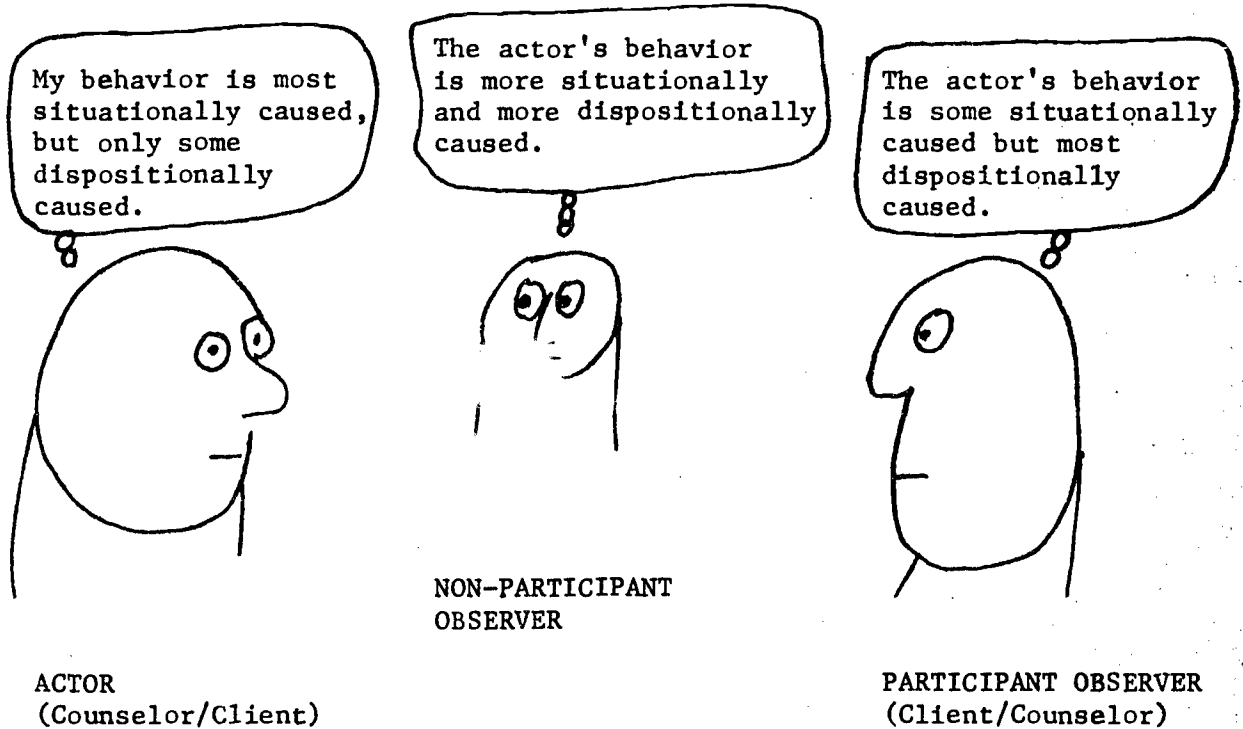 My behavior is most
situationally caused,
but only some
dispositionally
caused.
The actor's behavior
is more situationally
and more dispositionally
caused.
The actor's behavior
is some situationally
caused but most
dispositionally
caused.
NON-PARTICIPANT
OBSERVER
ACTOR
(Counselor/Client)
PARTICIPANT OBSERVER
(Client/Counselor)